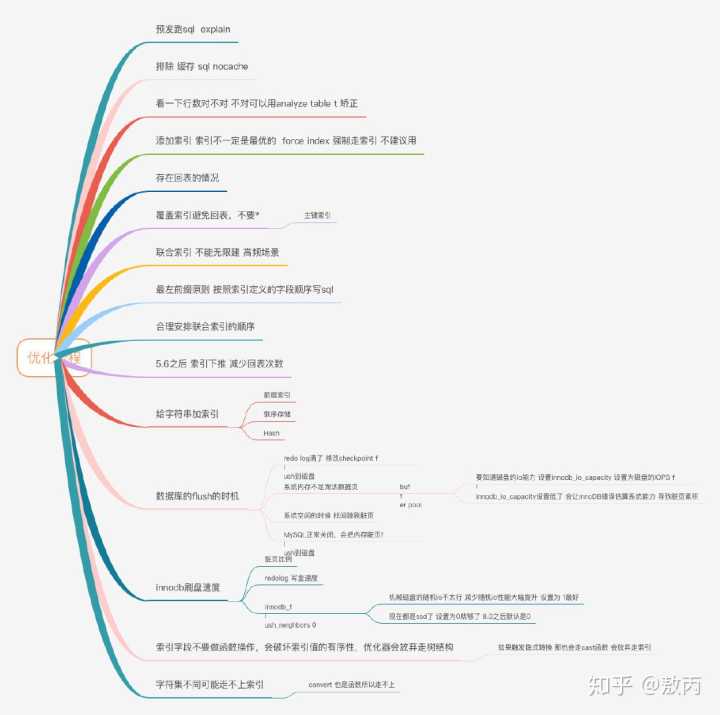 预发跑sql explain
排除 缓存 sql nocache
看一下行数对不对 不对可以用analyze table t 矫正
添加索引 索引不一定是最优的 force index 强制走索引 不建议用
存在回表的情况
覆盖索引避免回表,不要*
主键索引
联合索引 不能无限建 高频场景
最左前缀原则 按照索引定义的字段顺序写sql
合理安排联合索引的顺序
优化 程
5.6之后 索引下推 减少回表次数
给字符串加索引
前缀索引
倒序存储
Hash
数据库的flush的时机
redo log满了 修改checkpoint f
l
ush到磁盘
系统内存不足淘汰数据页
buf
f
er pool
要知道磁盘的io能力 设置innodb_io_capacity 设置为磁盘的IOPS f
l
innodb_io_capacity设置低了 会让innoDB错误估算系统能力 导致脏页累积
系统空闲的时候 找间隙刷脏页
MySQL正常关闭,会把内存脏页f
l
ush到磁盘
innodb刷盘速度
脏页比例
redolog 写盘速度
innodb_f
l
ush_neighbors 0
机械磁盘的随机io不太行 减少随机io性能大幅提升 设置为 1最好
现在都是ssd了 设置为0就够了 8.0之后默认是0
索引字段不要做函数操作,会破坏索引值的有序性,优化器会放弃走树结构
如果触发隐式转换 那也会走cast函数 会放弃走索引
字符集不同可能走不上索引
convert 也是函数所以走不上
知乎 @敖丙